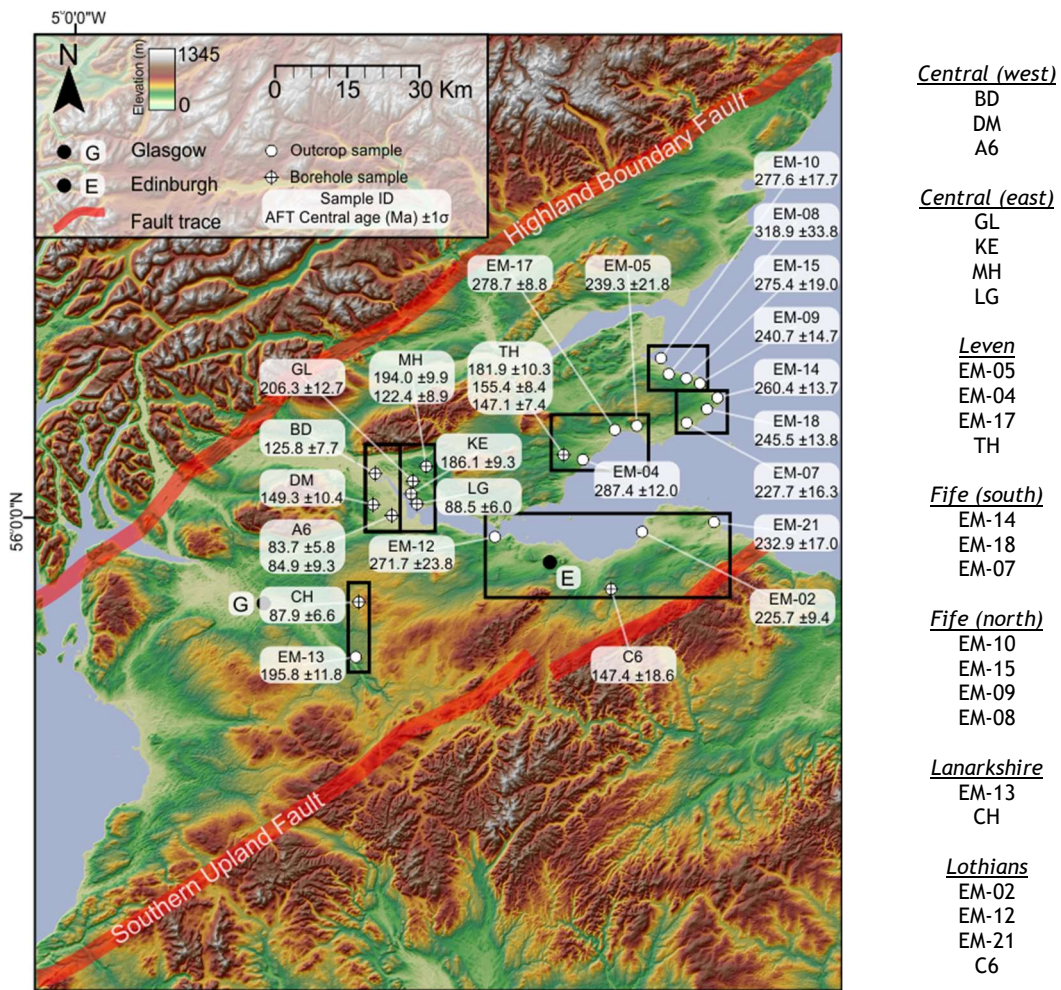 5°0'0"W
N
Elevation (m)
1345
0
0 15 30 Km
G Glasgow
E Edinburgh
Fault trace
Outcrop sample
Borehole sample
Sample ID
AFT Central age (Ma) ±1σ
Highland Boundary Fault
EM-10
277.6 ±17.7
EM-08
318.9 ±33.8
EM-17
278.7 ±8.8
EM-05
239.3 ±21.8
EM-15
275.4 ±19.0
EM-09
240.7 ±14.7
GL
206.3 ±12.7
MH
194.0 ±9.9
122.4 ±8.9
TH
181.9 ±10.3
155.4 ±8.4
147.1 ±7.4
EM-14
260.4 ±13.7
BD
125.8 ±7.7
KE
186.1 ±9.3
EM-18
245.5 ±13.8
DM
149.3 ±10.4
LG
88.5 ±6.0
EM-04
287.4 ±12.0
EM-07
227.7 ±16.3
56°0'0"N
A6
83.7 ±5.8
84.9 ±9.3
EM-12
271.7 ±23.8
EM-21
232.9 ±17.0
E
G
CH
87.9 ±6.6
EM-02
225.7 ±9.4
EM-13
195.8 ±11.8
C6
147.4 ±18.6
Southern Upland Fault
Central (west)
BD
DM
A6
Central (east)
GL
KE
MH
LG
Leven
EM-05
EM-04
EM-17
TH
Fife (south)
EM-14
EM-18
EM-07
Fife (north)
EM-10
EM-15
EM-09
EM-08
Lanarkshire
EM-13
CH
Lothians
EM-02
EM-12
EM-21
C6